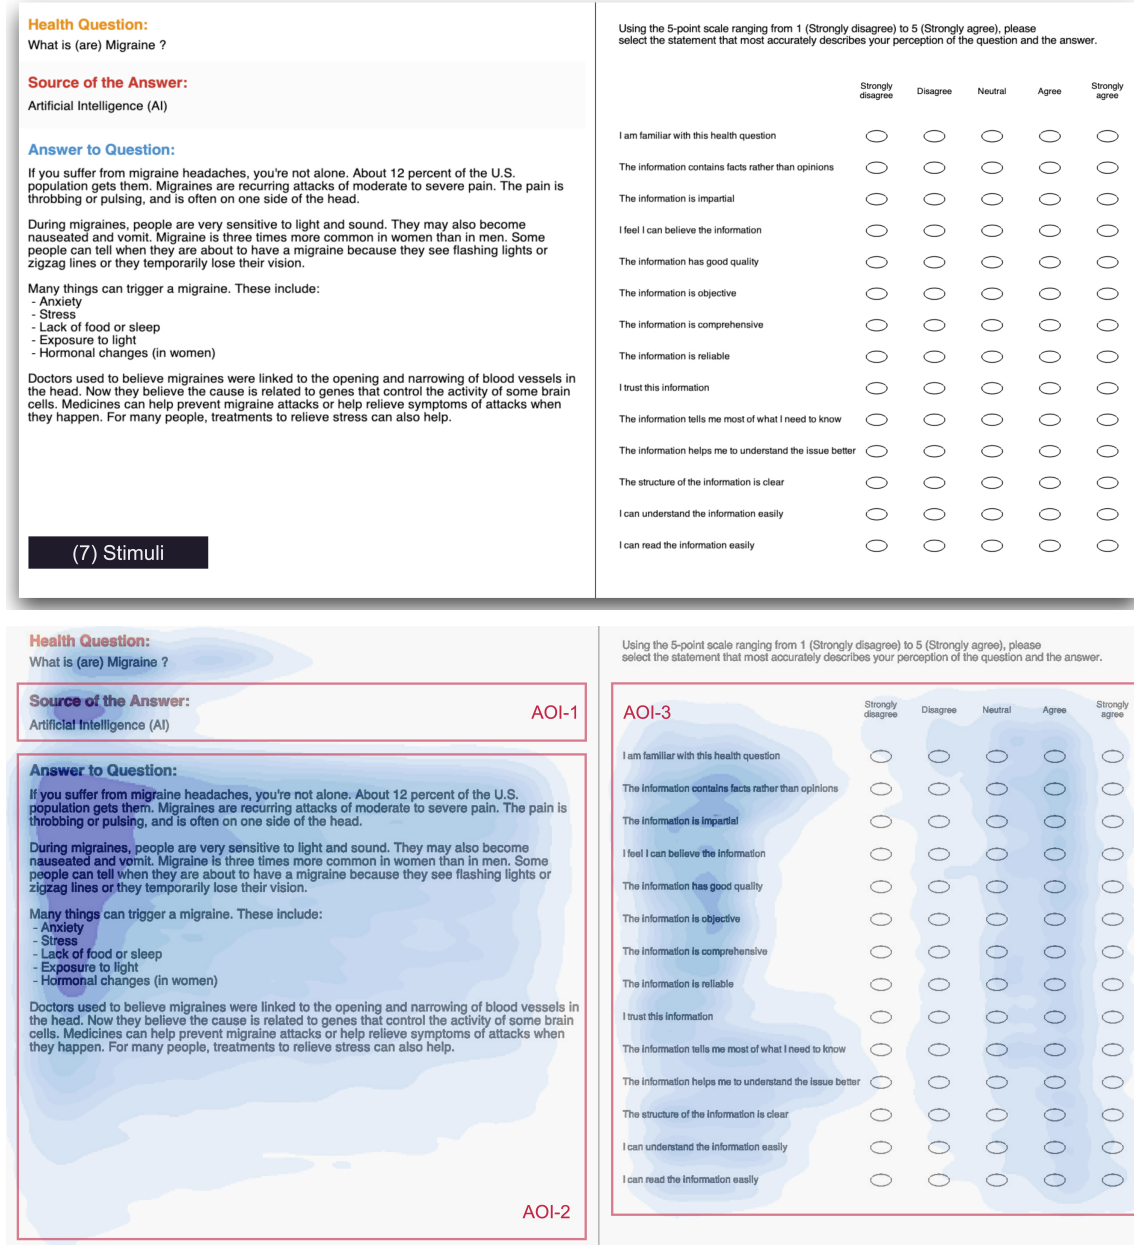 Health Question:
What is (are) Migraine ?
Source of the Answer:
Artificial Intelligence (AI)
Answer to Question:
If you suffer from migraine headaches, you're not alone. About 12 percent of the U.S.
population gets them. Migraines are recurring attacks of moderate to severe pain. The pain is
throbbing or pulsing, and is often on one side of the head.
During migraines, people are very sensitive to light and sound. They may also become
nauseated and vomit. Migraine is three times more common in women than in men. Some
people can tell when they are about to have a migraine because they see flashing lights or
zigzag lines or they temporarily lose their vision.
Many things can trigger a migraine. These include:
- Anxiety
- Stress
- Lack of food or sleep
- Exposure to light
- Hormonal changes (in women)
Doctors used to believe migraines were linked to the opening and narrowing of blood vessels in
the head. Now they believe the cause is related to genes that control the activity of some brain
cells. Medicines can help prevent migraine attacks or help relieve symptoms of attacks when
they happen. For many people, treatments to relieve stress can also help.
(7) Stimuli
Using the 5-point scale ranging from 1 (Strongly disagree) to 5 (Strongly agree), please
select the statement that most accurately describes your perception of the question and the answer.
Strongly disagree Disagree Neutral Agree Strongly agree
I am familiar with this health question
The information contains facts rather than opinions
The information is impartial
I feel I can believe the information
The information has good quality
The information is objective
The information is comprehensive
The information is reliable
I trust this information
The information tells me most of what I need to know
The information helps me to understand the issue better
The structure of the information is clear
I can understand the information easily
I can read the information easily
Health Question:
What is (are) Migraine ?
Source of the Answer:
Artificial Intelligence (AI)
AOI-1
Answer to Question:
If you suffer from migraine headaches, you're not alone. About 12 percent of the U.S.
population gets them. Migraines are recurring attacks of moderate to severe pain. The pain is
throbbing or pulsing, and is often on one side of the head.
During migraines, people are very sensitive to light and sound. They may also become
nauseated and vomit. Migraine is three times more common in women than in men. Some
people can tell when they are about to have a migraine because they see flashing lights or
zigzag lines or they temporarily lose their vision.
Many things can trigger a migraine. These include:
- Anxiety
- Stress
- Lack of food or sleep
- Exposure to light
- Hormonal changes (in women)
Doctors used to believe migraines were linked to the opening and narrowing of blood vessels in
the head. Now they believe the cause is related to genes that control the activity of some brain
cells. Medicines can help prevent migraine attacks or help relieve symptoms of attacks when
they happen. For many people, treatments to relieve stress can also help.
AOI-2
Using the 5-point scale ranging from 1 (Strongly disagree) to 5 (Strongly agree), please
select the statement that most accurately describes your perception of the question and the answer.
AOI-3
Strongly disagree Disagree Neutral Agree Strongly agree
I am familiar with this health question
The information contains facts rather than opinions
The information is impartial
I feel I can believe the information
The information has good quality
The information is objective
The information is comprehensive
The information is reliable
I trust this information
The information tells me most of what I need to know
The information helps me to understand the issue better
The structure of the information is clear
I can understand the information easily
I can read the information easily